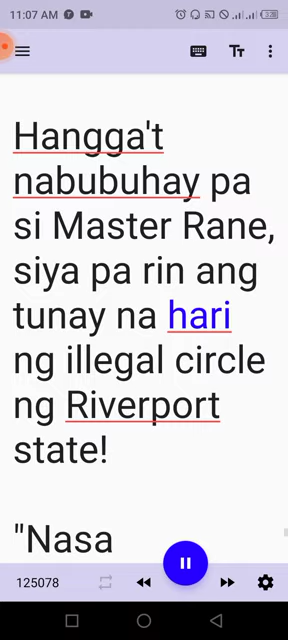 11:07 AM
Hangga't
nabubuhay pa
si Master Rane,
siya pa rin ang
tunay na hari
ng illegal circle
ng Riverport
state!
"Nasa
125078